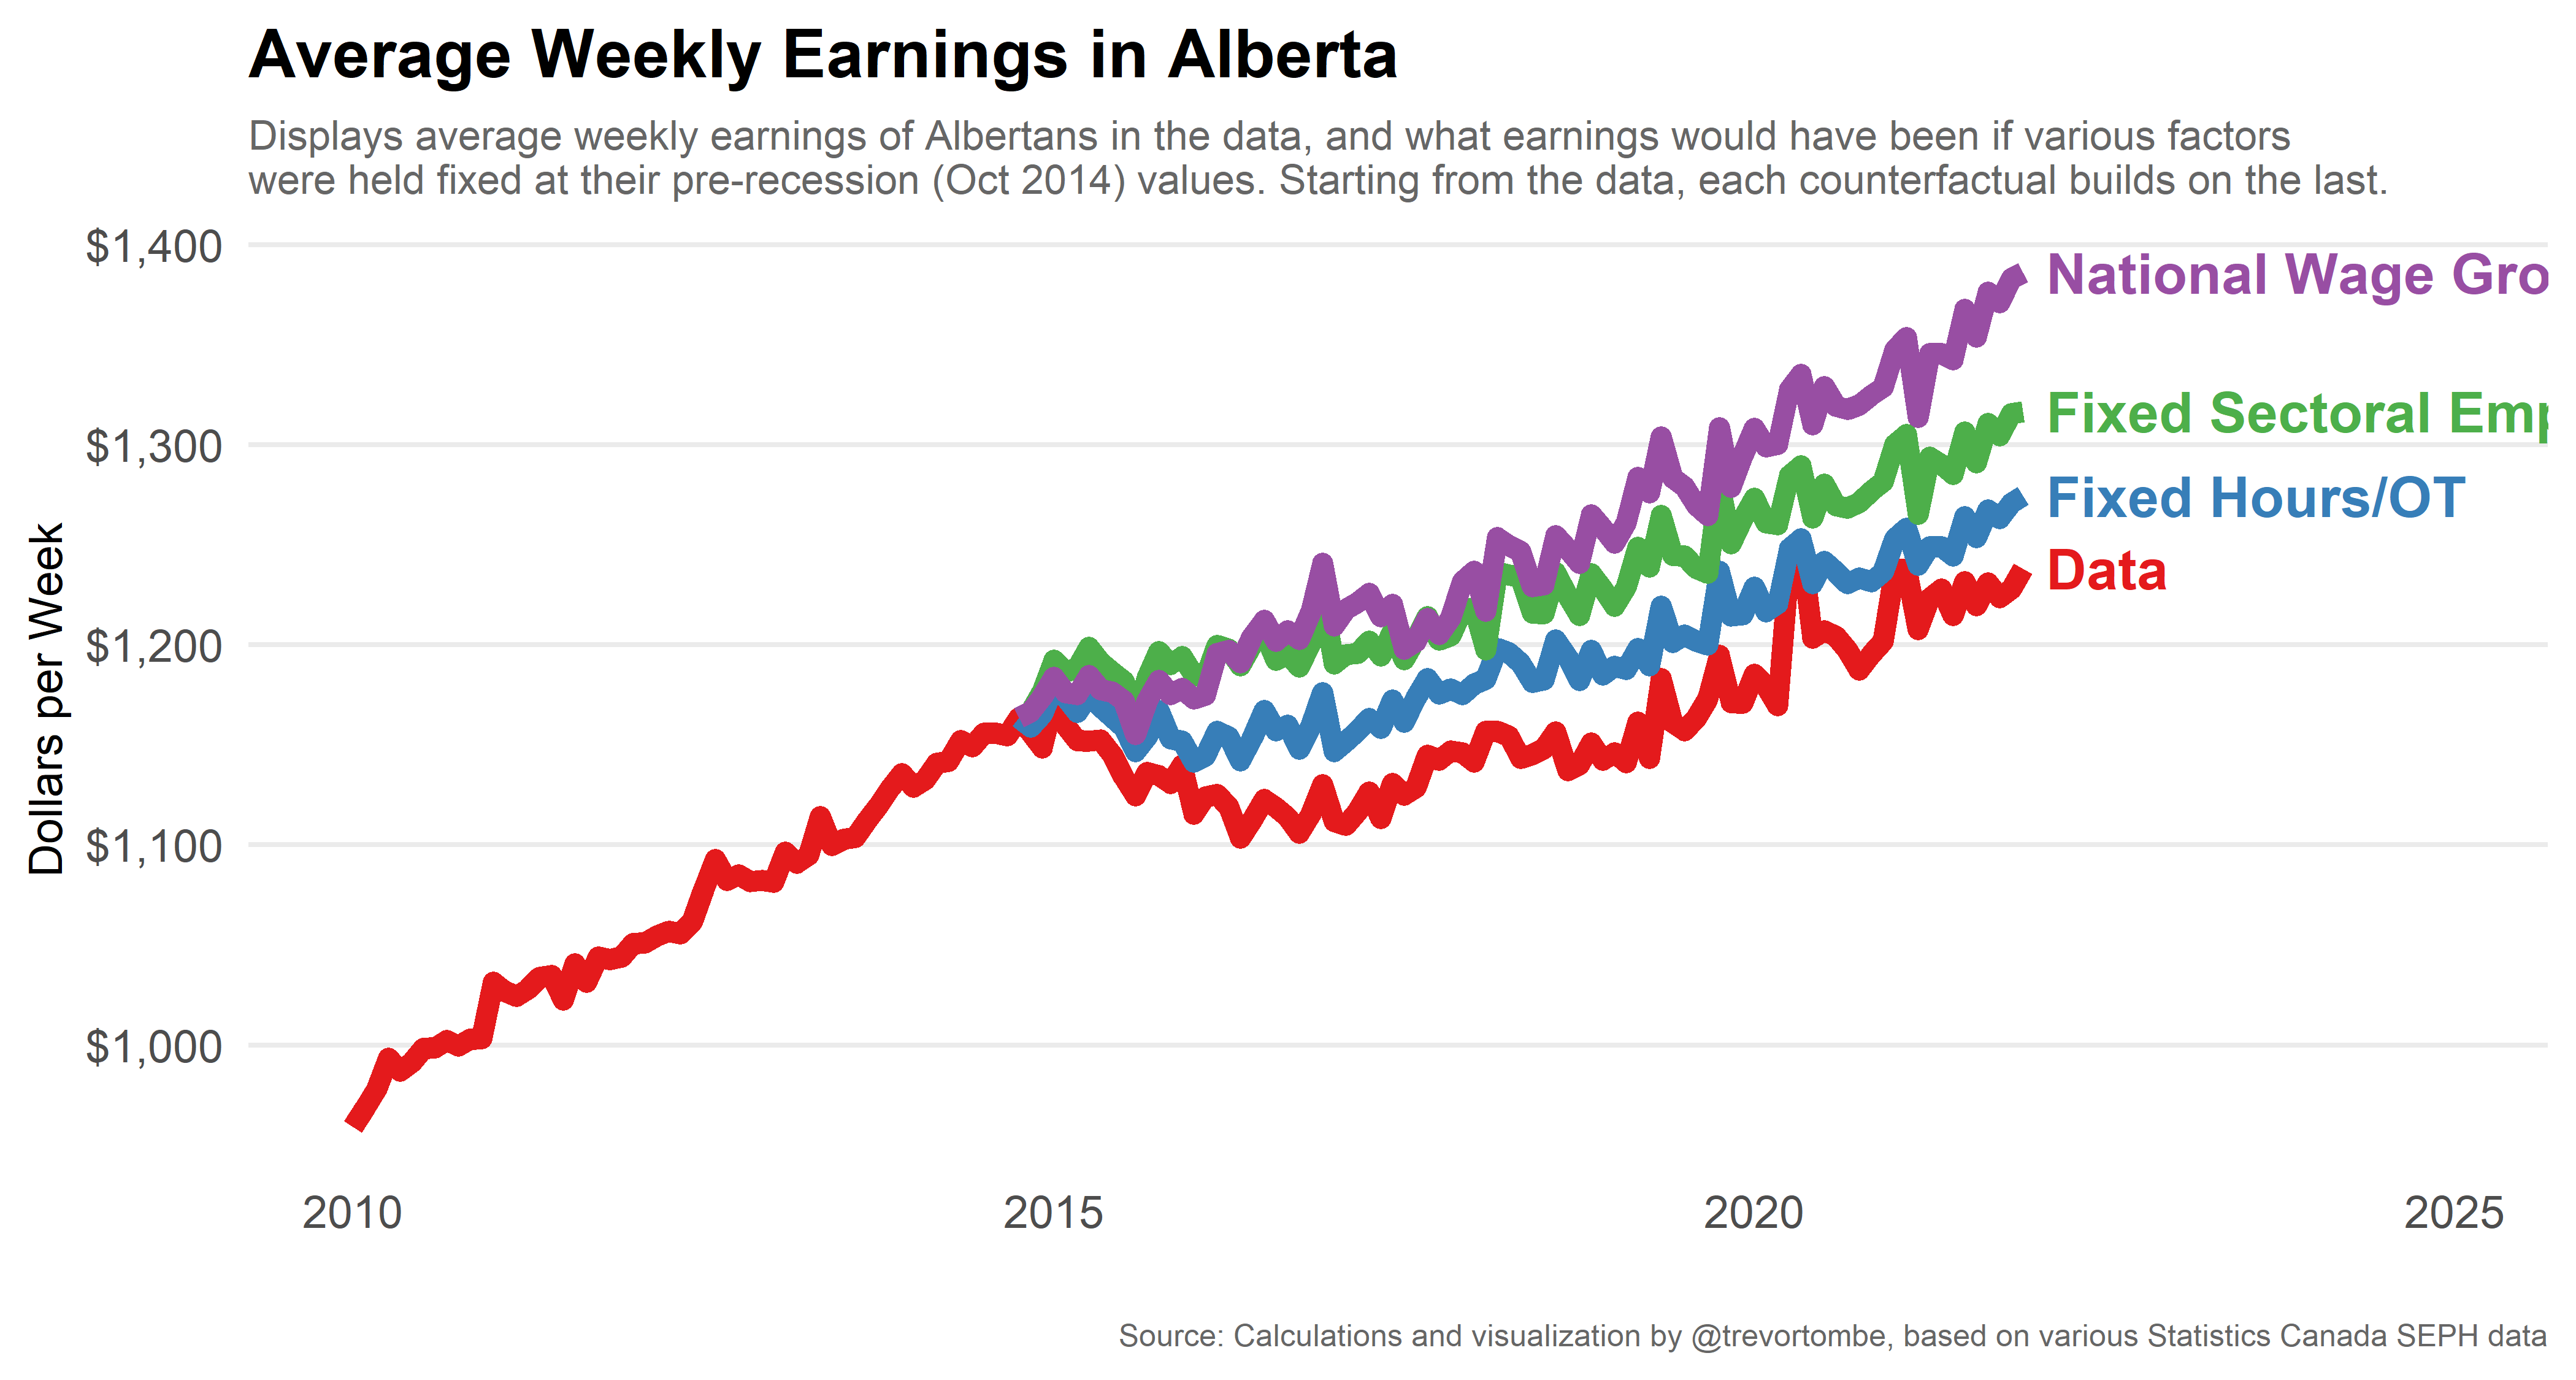 Average Weekly Earnings in Alberta
Displays average weekly earnings of Albertans in the data, and what earnings would have been if various factors
were held fixed at their pre-recession (Oct 2014) values. Starting from the data, each counterfactual builds on the last.
$1,400
$1,300
$1,200
$1,100
$1,000
Dollars per Week
National Wage Gro
Fixed Sectoral Emp
Fixed Hours/OT
Data
2010
2015
2020
2025
Source: Calculations and visualization by @trevortombe, based on various Statistics Canada SEPH data